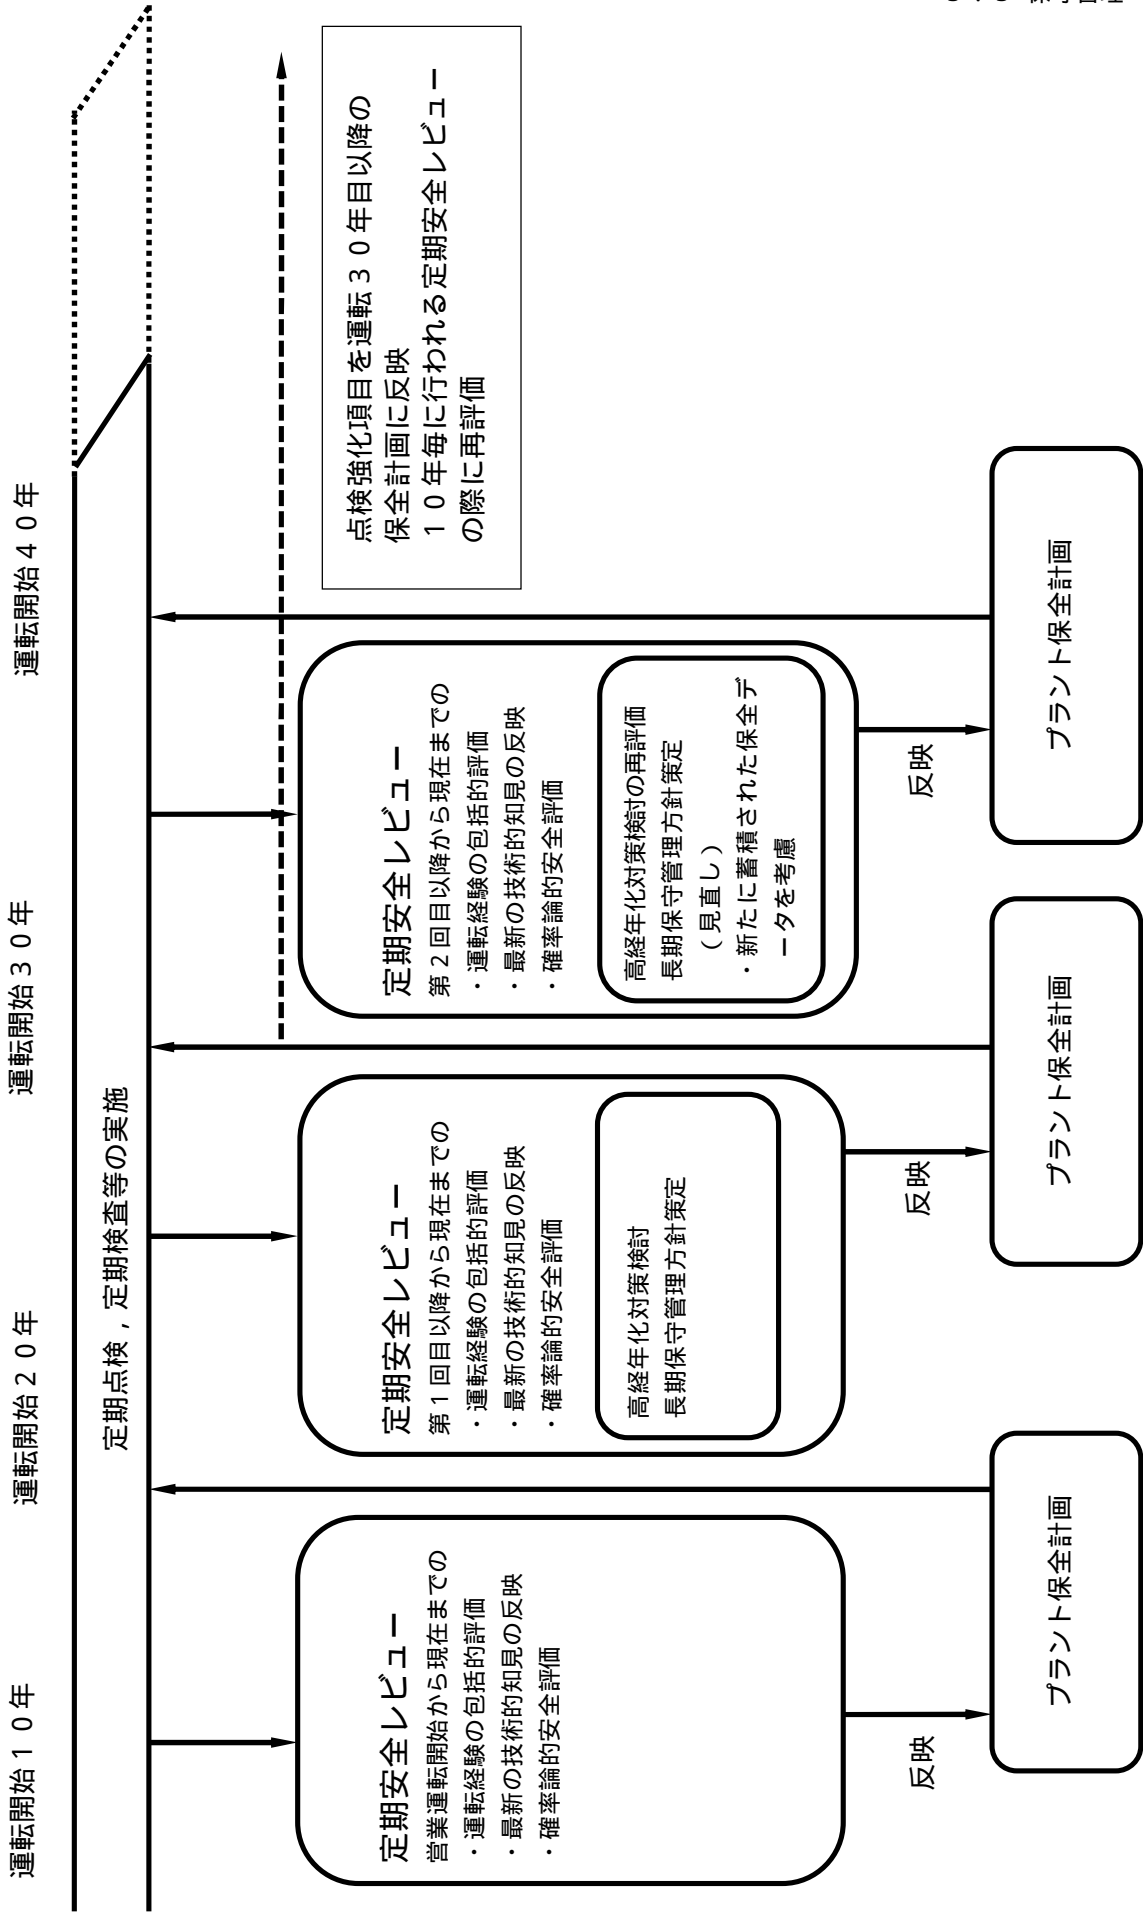 運転開始１０年
運転開始２０年
運転開始３０年
運転開始４０年
定期点検，定期検査等の実施
定期安全レビュー
営業運転開始から現在までの
・運転経験の包括的評価
・最新の技術的知見の反映
・確率論的安全評価
反映
プラント保全計画
定期安全レビュー
第１回目以降から現在までの
・運転経験の包括的評価
・最新の技術的知見の反映
・確率論的安全評価
高経年化対策検討
長期保守管理方針策定
反映
プラント保全計画
定期安全レビュー
第２回目以降から現在までの
・運転経験の包括的評価
・最新の技術的知見の反映
・確率論的安全評価
高経年化対策検討の再評価
長期保守管理方針策定
（見直し）
・新たに蓄積された保全デ
ータを考慮
反映
プラント保全計画
点検強化項目を運転３０年目以降の
保全計画に反映
１０年毎に行われる定期安全レビュー
の際に再評価